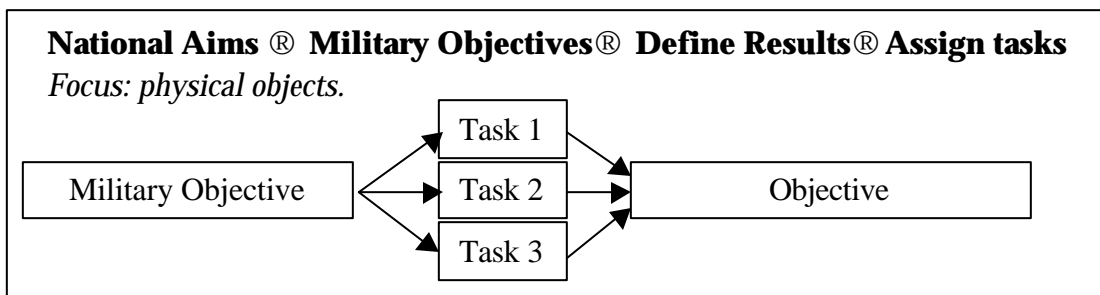 National Aims ® Military Objectives® Define Results® Assign tasks
Focus: physical objects.
Task 1
Military Objective
Task 2
Objective
Task 3